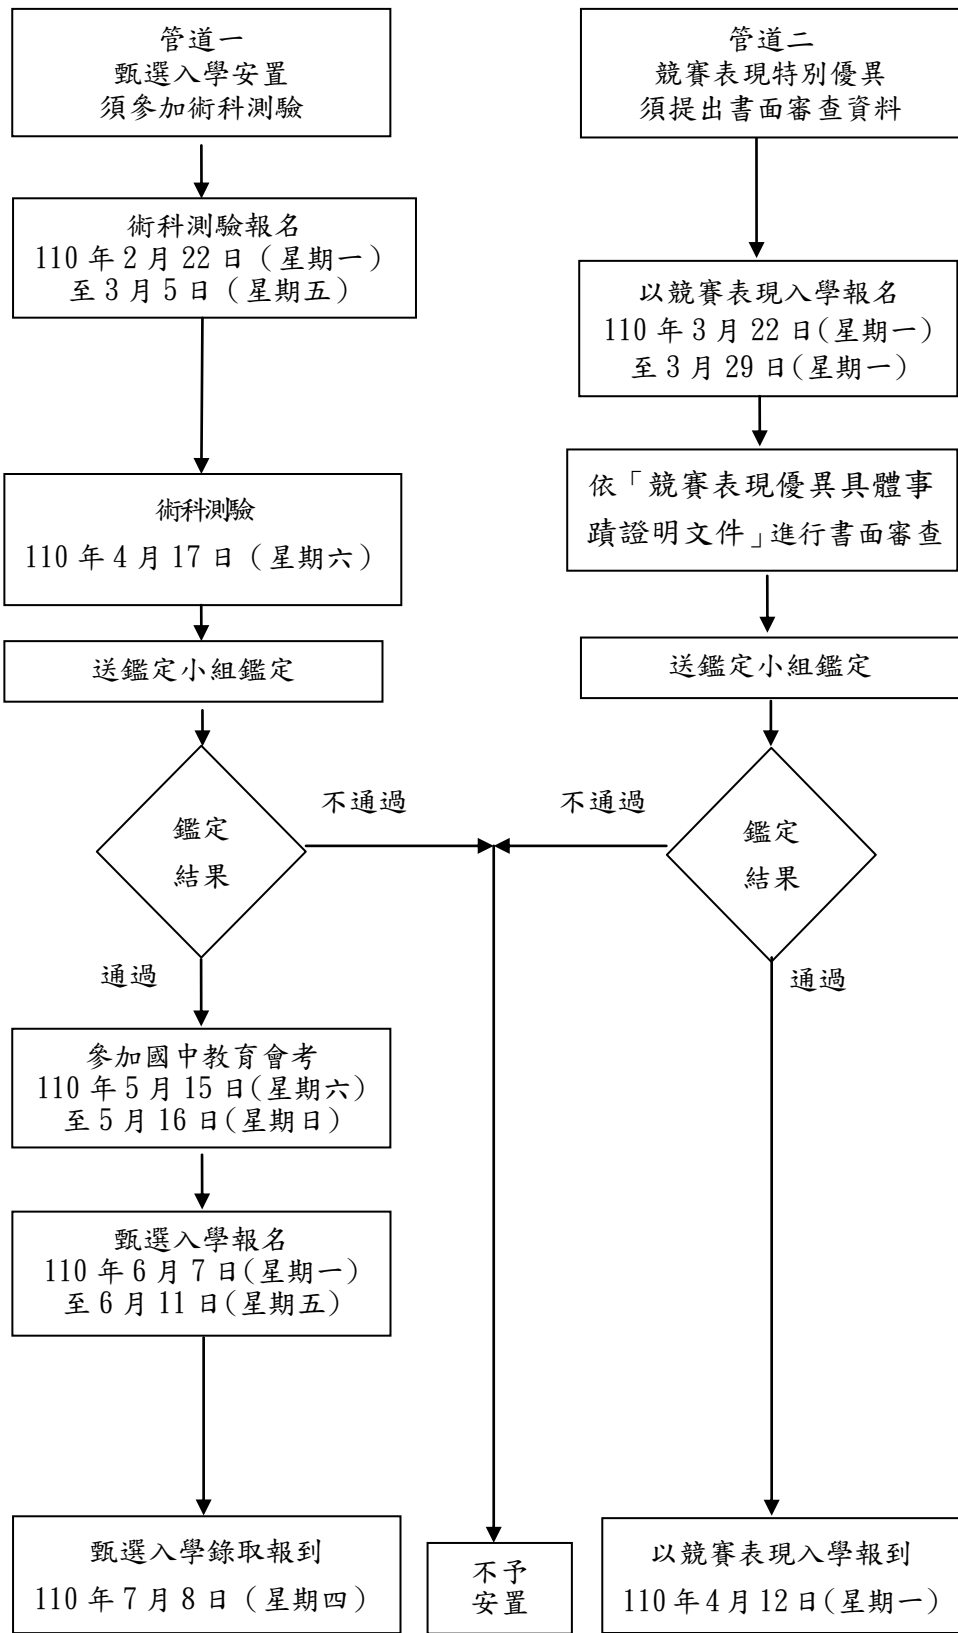 管道一
甄選入學安置
須參加術科測驗
術科測驗報名
110 年 2 月 22 日（星期一）
至 3 月 5 日（星期五）
術科測驗
110 年 4 月 17 日（星期六）
送鑑定小組鑑定
鑑定
結果
不通過
通過
參加國中教育會考
110 年 5 月 15 日(星期六)
至 5 月 16 日(星期日)
甄選入學報名
110 年 6 月 7 日(星期一)
至 6 月 11 日(星期五)
甄選入學錄取報到
110 年 7 月 8 日（星期四）
管道二
競賽表現特別優異
須提出書面審查資料
以競賽表現入學報名
110 年 3 月 22 日(星期一)
至 3 月 29 日(星期一)
依「競賽表現優異具體事
蹟證明文件」進行書面審查
送鑑定小組鑑定
鑑定
結果
不通過
通過
以競賽表現入學報到
110 年 4 月 12 日(星期一)
不予
安置